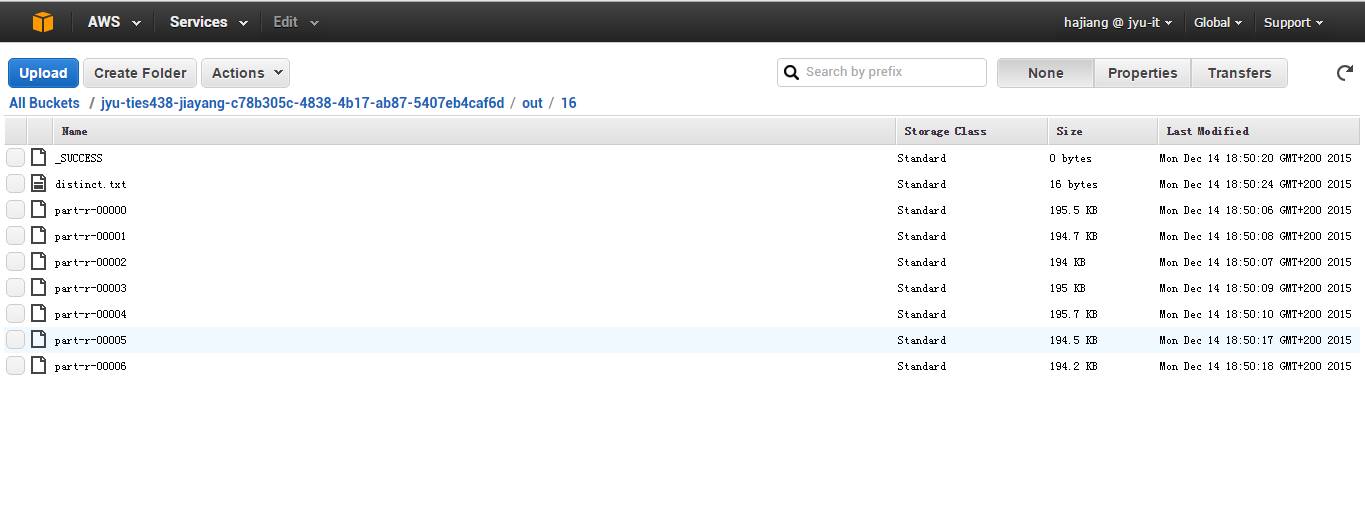 AWS Services Edit hajiang @ jyu-it Global Support
Upload Create Folder Actions Search by prefix None Properties Transfers
All Buckets / jyu-ties438-jiayang-c78b305c-4838-4b17-ab87-5407eb4caf6d / out / 16
Name Storage Class Size Last Modified
_SUCCESS Standard 0 bytes Mon Dec 14 18:50:20 GMT+200 2015
distinct.txt Standard 16 bytes Mon Dec 14 18:50:24 GMT+200 2015
part-r-00000 Standard 195.5 KB Mon Dec 14 18:50:06 GMT+200 2015
part-r-00001 Standard 194.7 KB Mon Dec 14 18:50:08 GMT+200 2015
part-r-00002 Standard 194 KB Mon Dec 14 18:50:07 GMT+200 2015
part-r-00003 Standard 195 KB Mon Dec 14 18:50:09 GMT+200 2015
part-r-00004 Standard 195.7 KB Mon Dec 14 18:50:10 GMT+200 2015
part-r-00005 Standard 194.5 KB Mon Dec 14 18:50:17 GMT+200 2015
part-r-00006 Standard 194.2 KB Mon Dec 14 18:50:18 GMT+200 2015